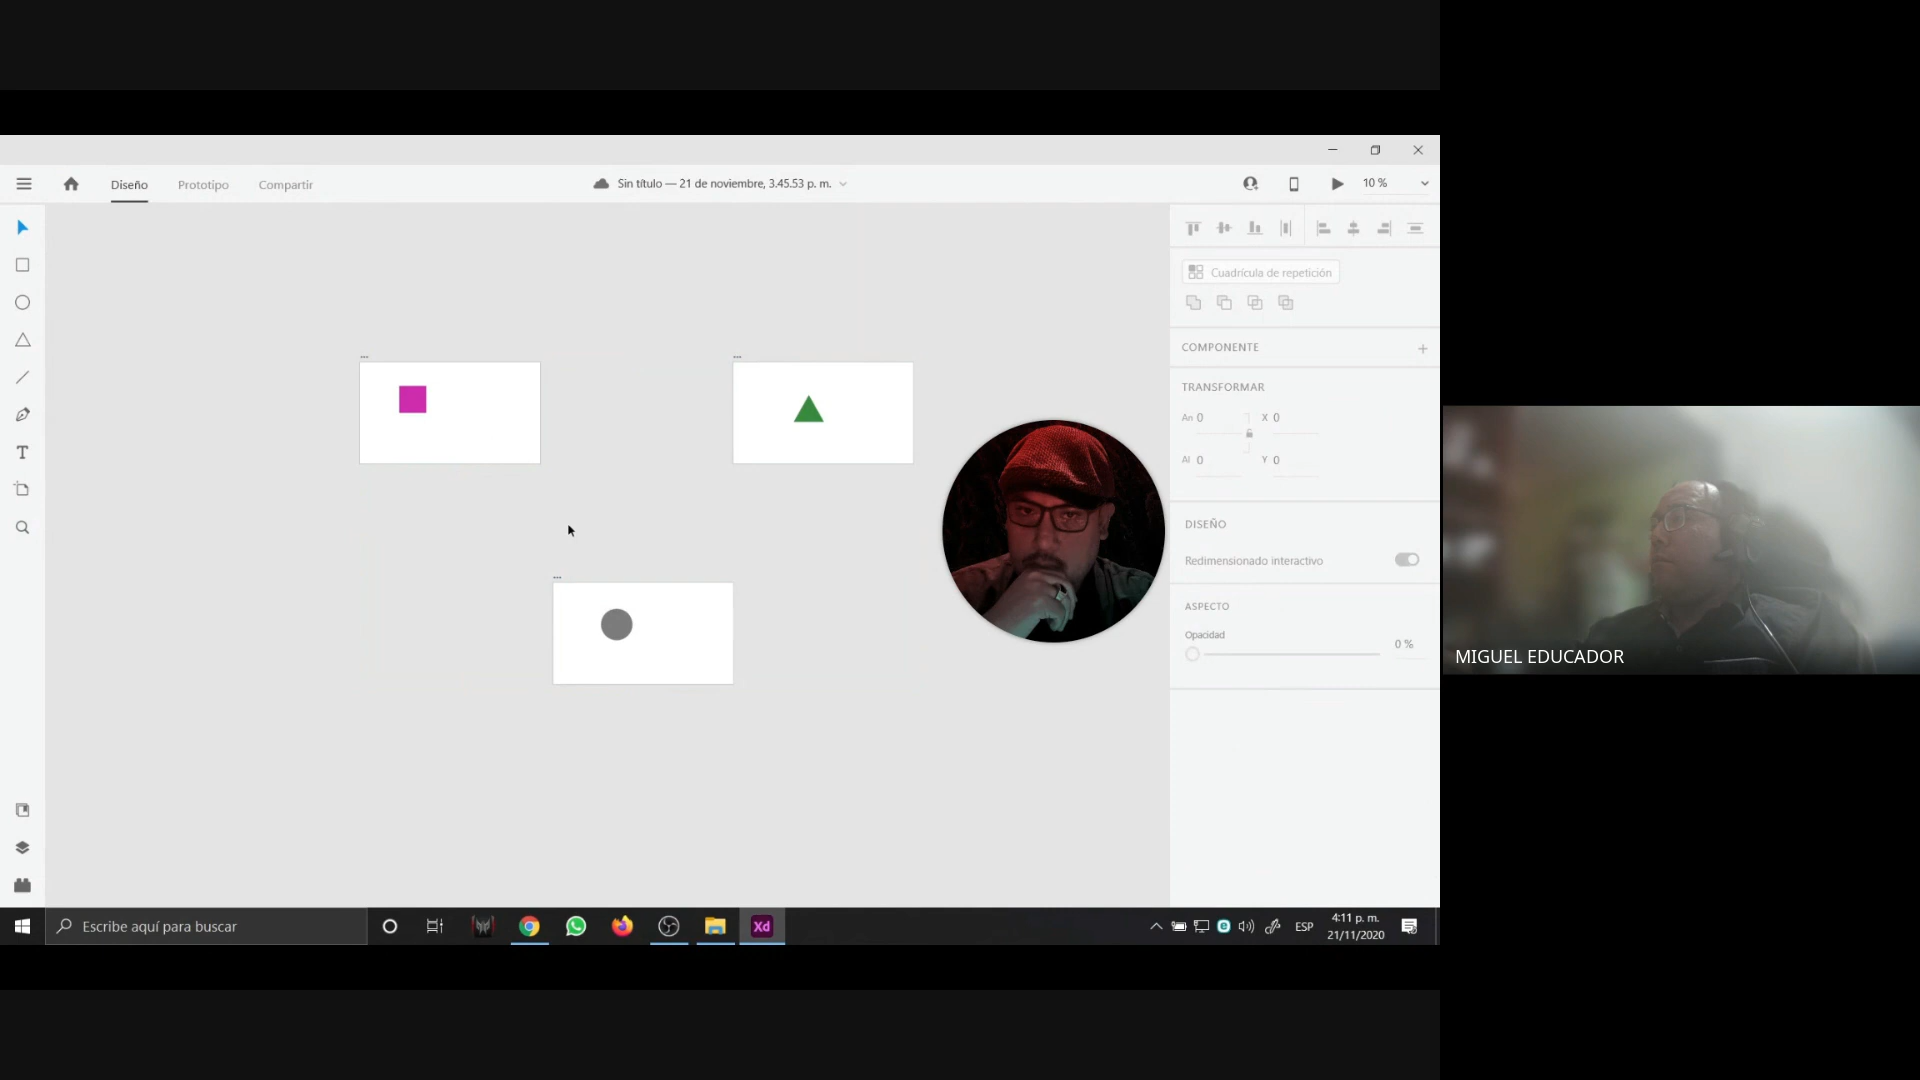 Diseño
Prototipo
Compartir
Sin título — 21 de noviembre, 3.45.53 p. m.
10 %
Cuadrícula de repetición
COMPONENTE
TRANSFORMAR
An 0
X 0
Al 0
Y 0
DISEÑO
Redimensionado interactivo
ASPECTO
Opacidad
0 %
MIGUEL EDUCADOR
Escribe aquí para buscar
Xd
ESP
4:11 p. m.
21/11/2020